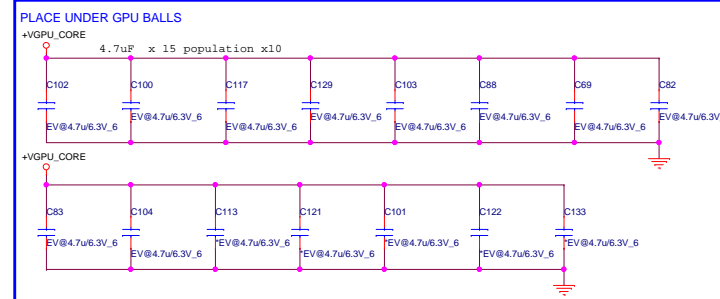 PLACE UNDER GPU BALLS
+VGPU_CORE
4.7uF x 15 population x10
C102 C100 C117 C129 C103 C88 C69 C82
EV@4.7u/6.3V_6 EV@4.7u/6.3V_6 *EV@4.7u/6.3V_6 EV@4.7u/6.3V_6 EV@4.7u/6.3V_6 EV@4.7u/6.3V_6 *EV@4.7u/6.3V_6 EV@4.7u/6.3V
+VGPU_CORE
C83 C104 C113 C121 C101 C122 C133
EV@4.7u/6.3V_6 EV@4.7u/6.3V_6 *EV@4.7u/6.3V_6 *EV@4.7u/6.3V_6 *EV@4.7u/6.3V_6 *EV@4.7u/6.3V_6 *EV@4.7u/6.3V_6